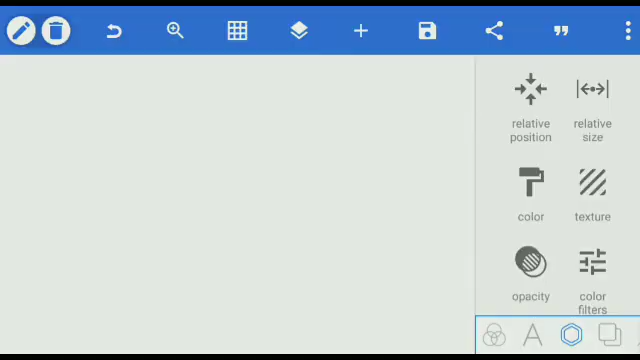 relative position
relative size
color
texture
opacity
color filters